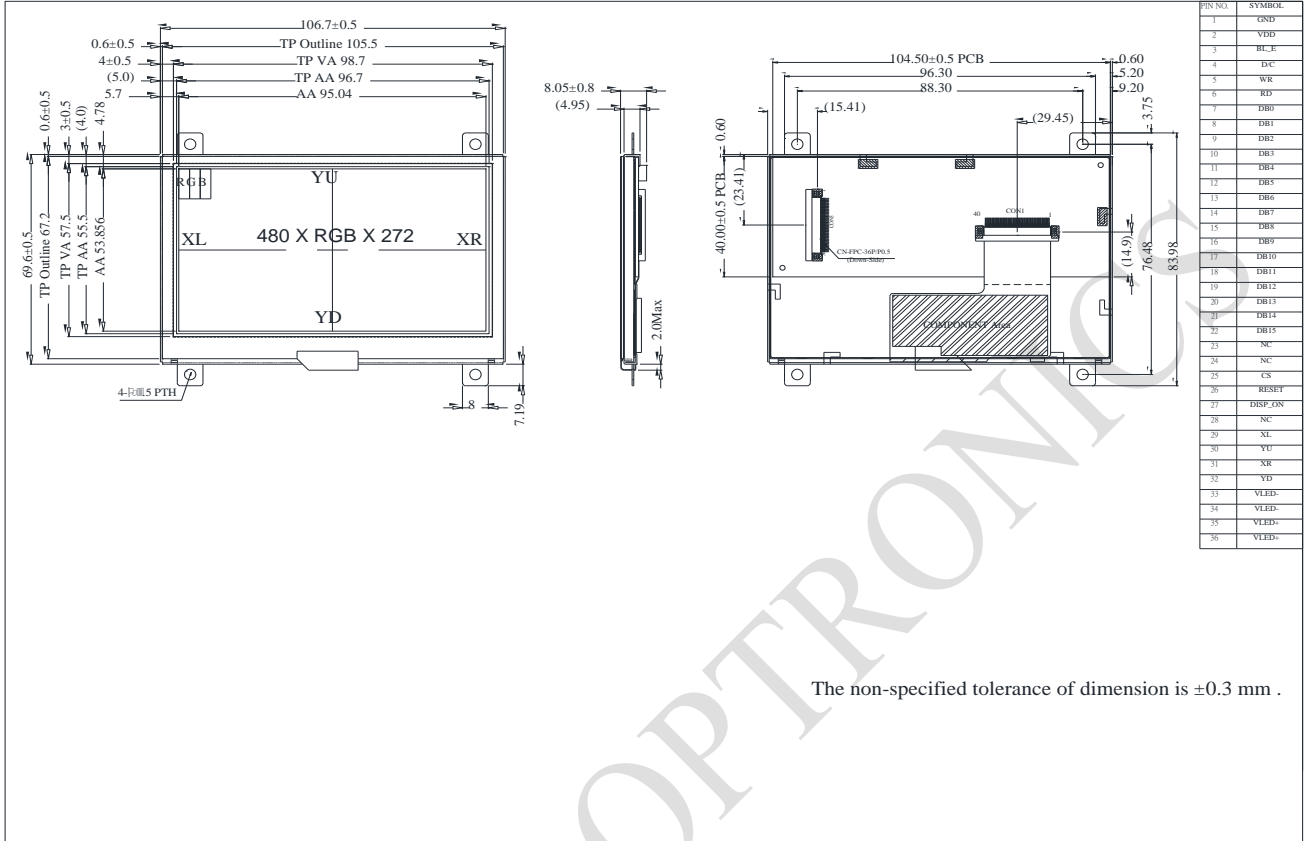 106.7±0.5
0.6±0.5
TP Outline 105.5
4±0.5
TP VA 98.7
(5.0)
TP AA 96.7
5.7
AA 95.04
0.6±0.5
3±0.5
(4.0)
4.78
69.6±0.5
TP Outline 67.2
TP VA 57.5
TP AA 55.5
AA 53.856
RGB
YU
XL
480 X RGB X 272
XR
YD
5 PTH
8
7.19
8.05±0.8
(4.95)
2.0Max
104.50±0.5 PCB
0.60
96.30
5.20
88.30
9.20
(15.41)
(29.45)
3.75
0.60
40.00±0.5 PCB
(23.41)
40
CON1
1
CN-FPC-36P/P0.5
(Down-Side)
(14.9)
76.48
83.98
COMPONENT Area
PIN NO. SYMBOL
1 GND
2 VDD
3 BL_E
4 D/C
5 WR
6 RD
7 DB0
8 DB1
9 DB2
10 DB3
11 DB4
12 DB5
13 DB6
14 DB7
15 DB8
16 DB9
17 DB10
18 DB11
19 DB12
20 DB13
21 DB14
22 DB15
23 NC
24 NC
25 CS
26 RESET
27 DISP_ON
28 NC
29 XL
30 YU
31 XR
32 YD
33 VLED-
34 VLED-
35 VLED+
36 VLED+
The non-specified tolerance of dimension is ±0.3 mm .
OPTRONICS